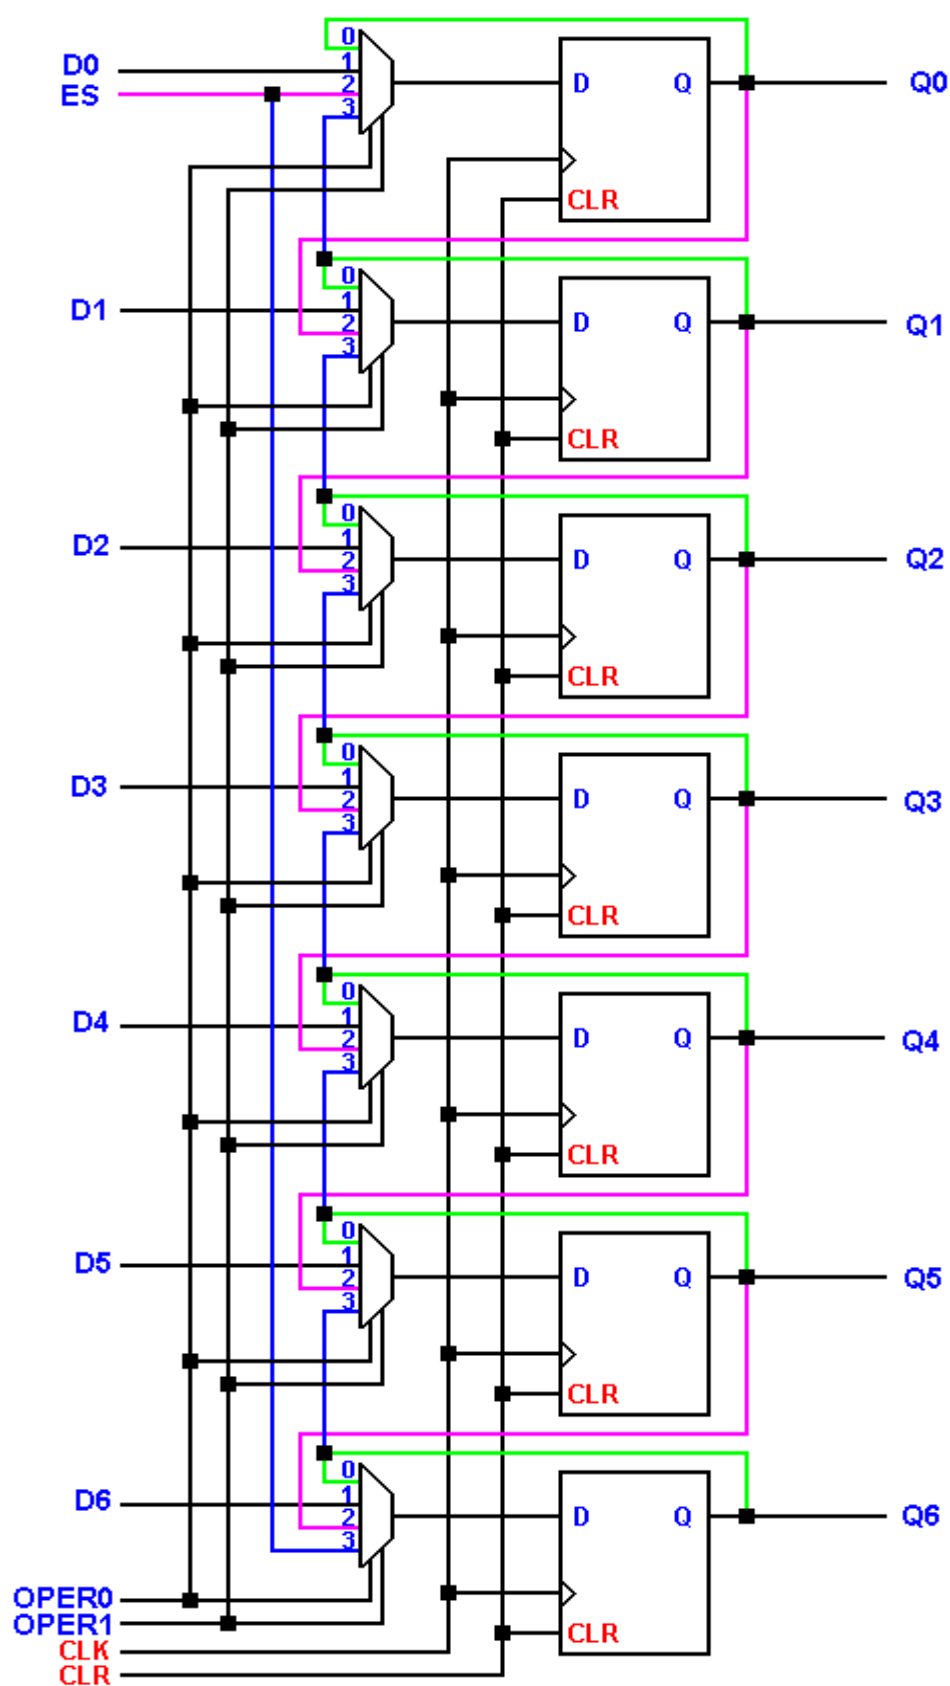 0
D0 1 D Q Q0
ES 2
3
CLR
0
D1 1 D Q Q1
2
3
CLR
0
D2 1 D Q Q2
2
3
CLR
0
D3 1 D Q Q3
2
3
CLR
0
D4 1 D Q Q4
2
3
CLR
0
D5 1 D Q Q5
2
3
CLR
0
D6 1 D Q Q6
2
3
OPER0
OPER1 CLR
CLK
CLR